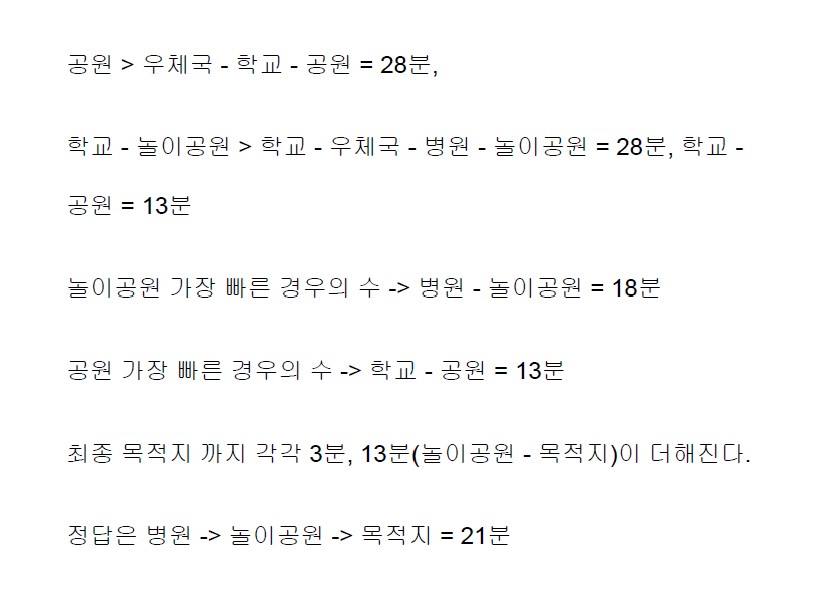 공원 > 우체국 - 학교 - 공원 = 28분,
학교 - 놀이공원 > 학교 - 우체국 - 병원 - 놀이공원 = 28분, 학교 -
공원 = 13분
놀이공원 가장 빠른 경우의 수 -> 병원 - 놀이공원 = 18분
공원 가장 빠른 경우의 수 -> 학교 - 공원 = 13분
최종 목적지 까지 각각 3분, 13분(놀이공원 - 목적지)이 더해진다.
정답은 병원 -> 놀이공원 -> 목적지 = 21분